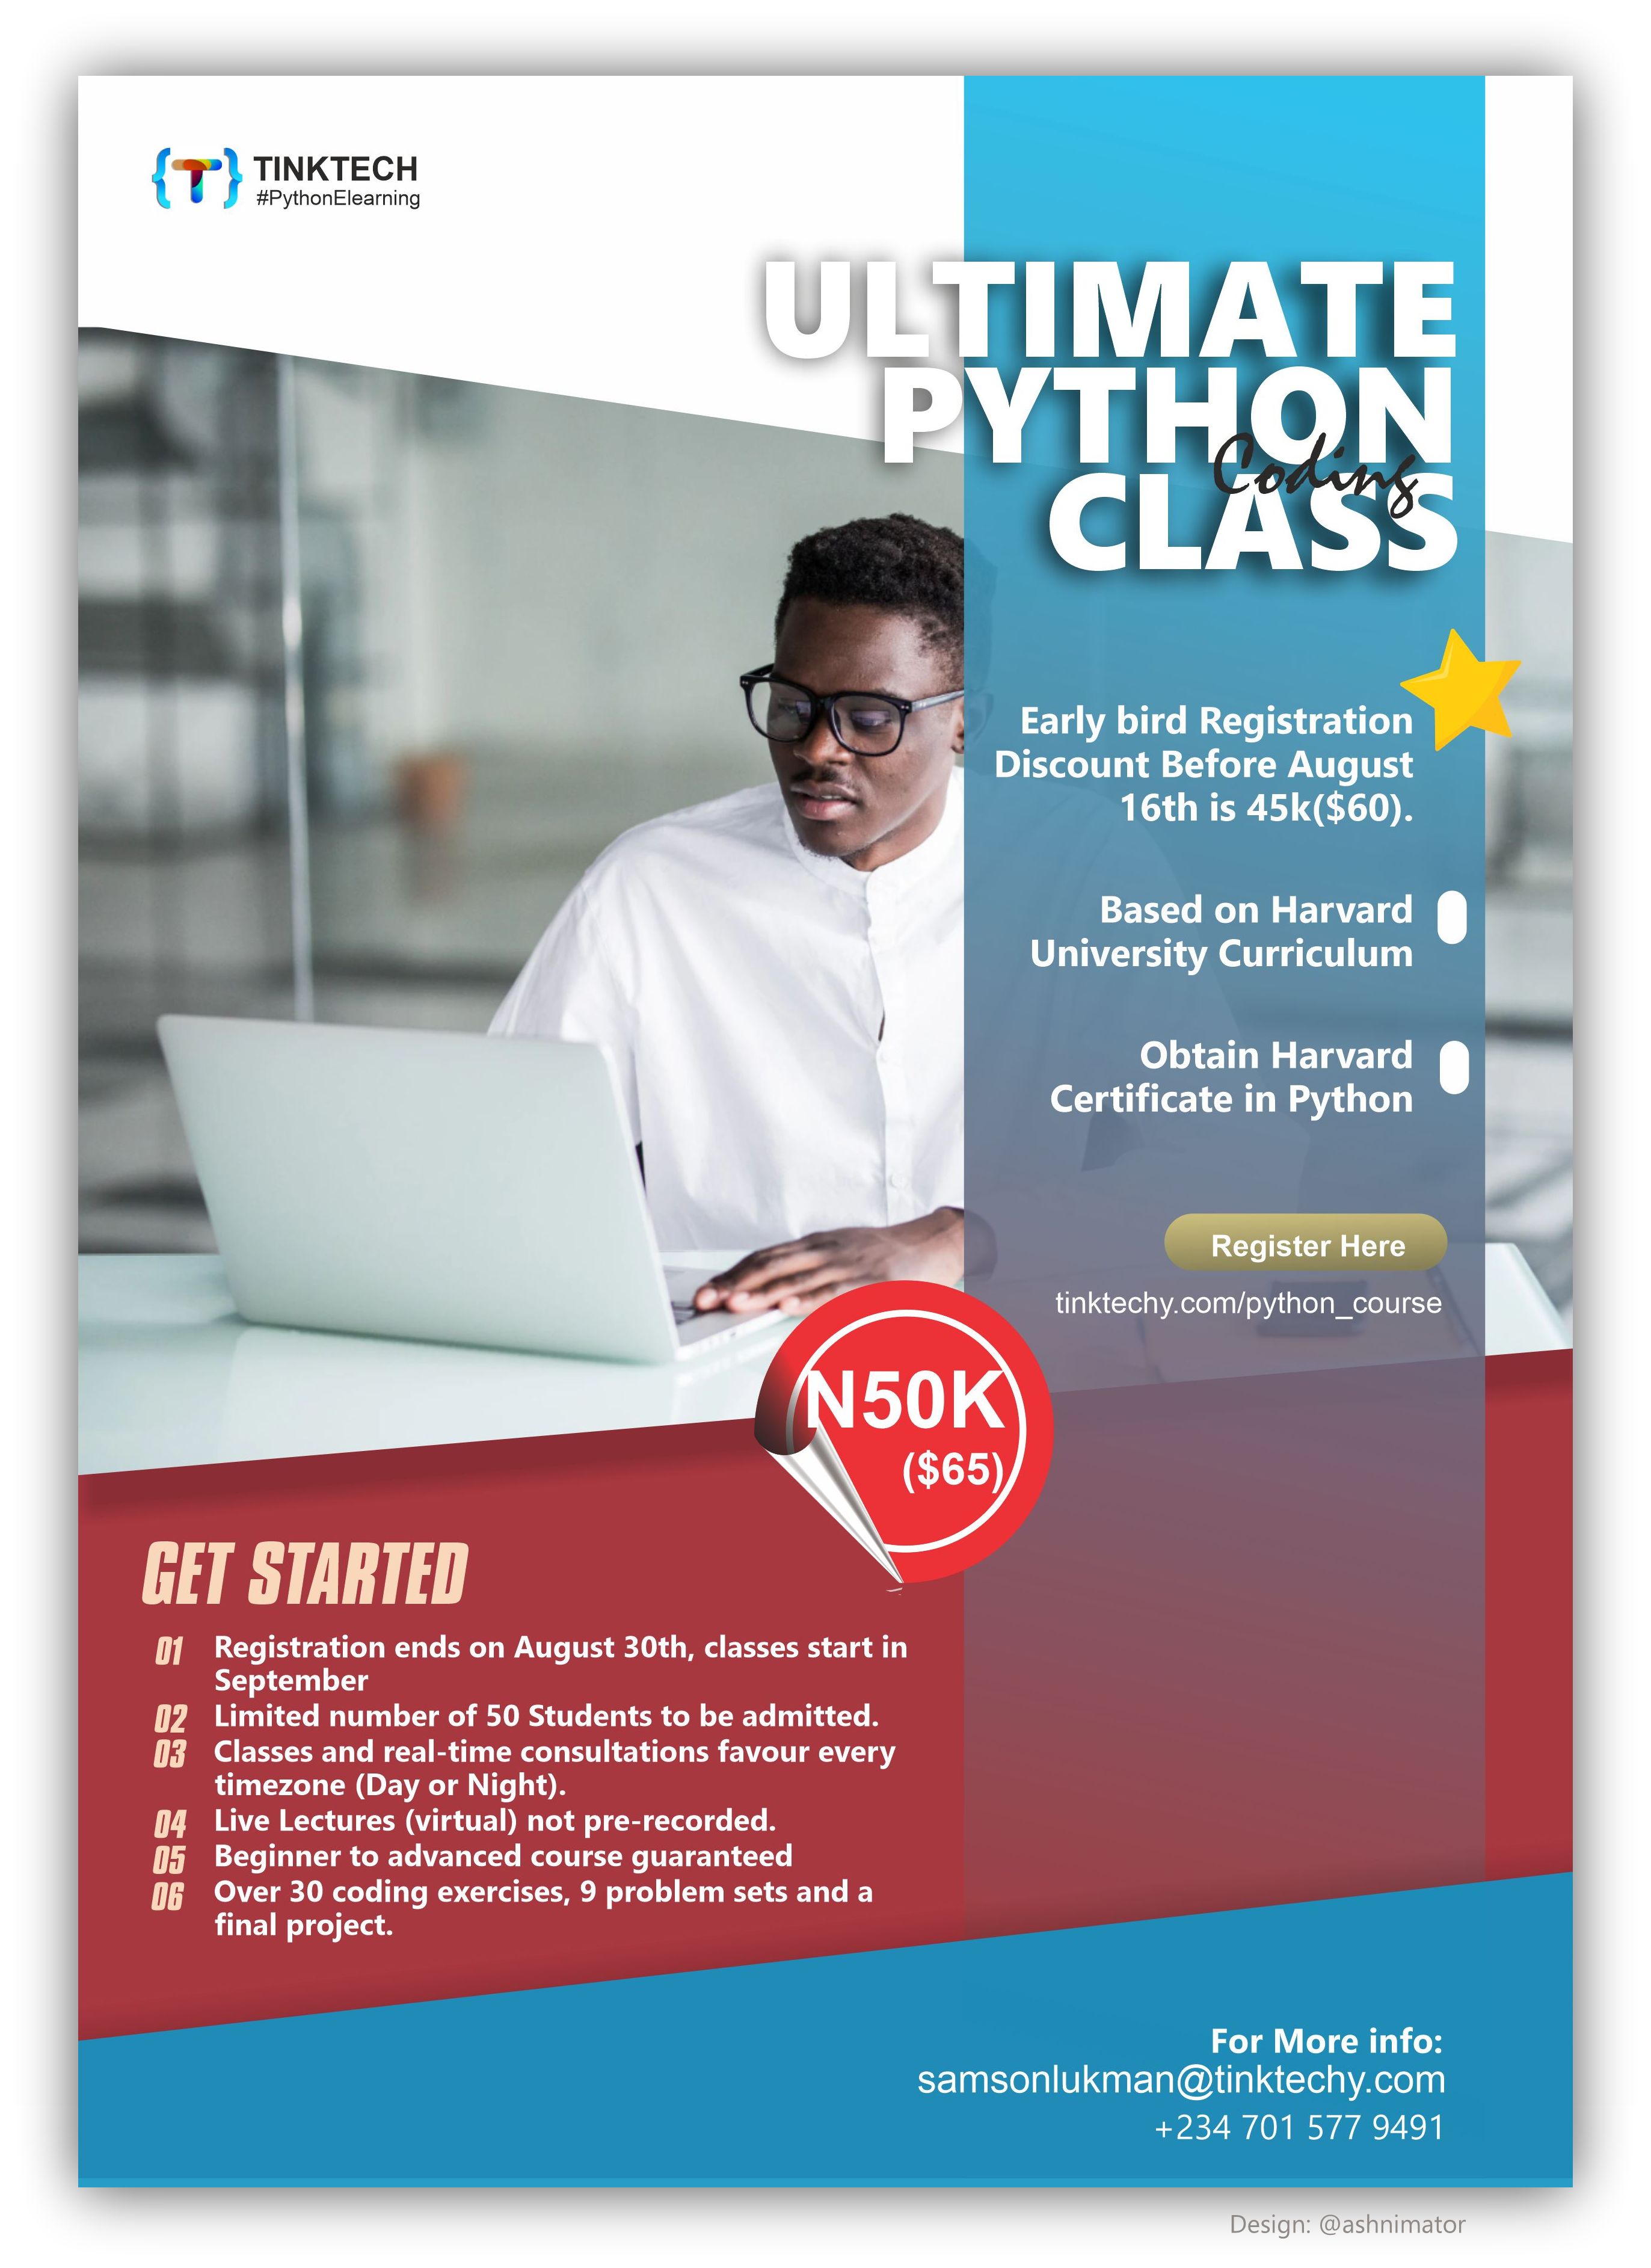 TINKTECH
#PythonElearning
ULTIMATE
PYTHON
Coding
CLASS
Early bird Registration
Discount Before August
16th is 45k($60).
Based on Harvard
University Curriculum
Obtain Harvard
Certificate in Python
Register Here
tinktechy.com/python_course
N50K
($65)
GET STARTED
01 Registration ends on August 30th, classes start in
September
02 Limited number of 50 Students to be admitted.
03 Classes and real-time consultations favour every
timezone (Day or Night).
04 Live Lectures (virtual) not pre-recorded.
05 Beginner to advanced course guaranteed
06 Over 30 coding exercises, 9 problem sets and a
final project.
For More info:
samsonlukman@tinktechy.com
+234 701 577 9491
Design: @ashnimator